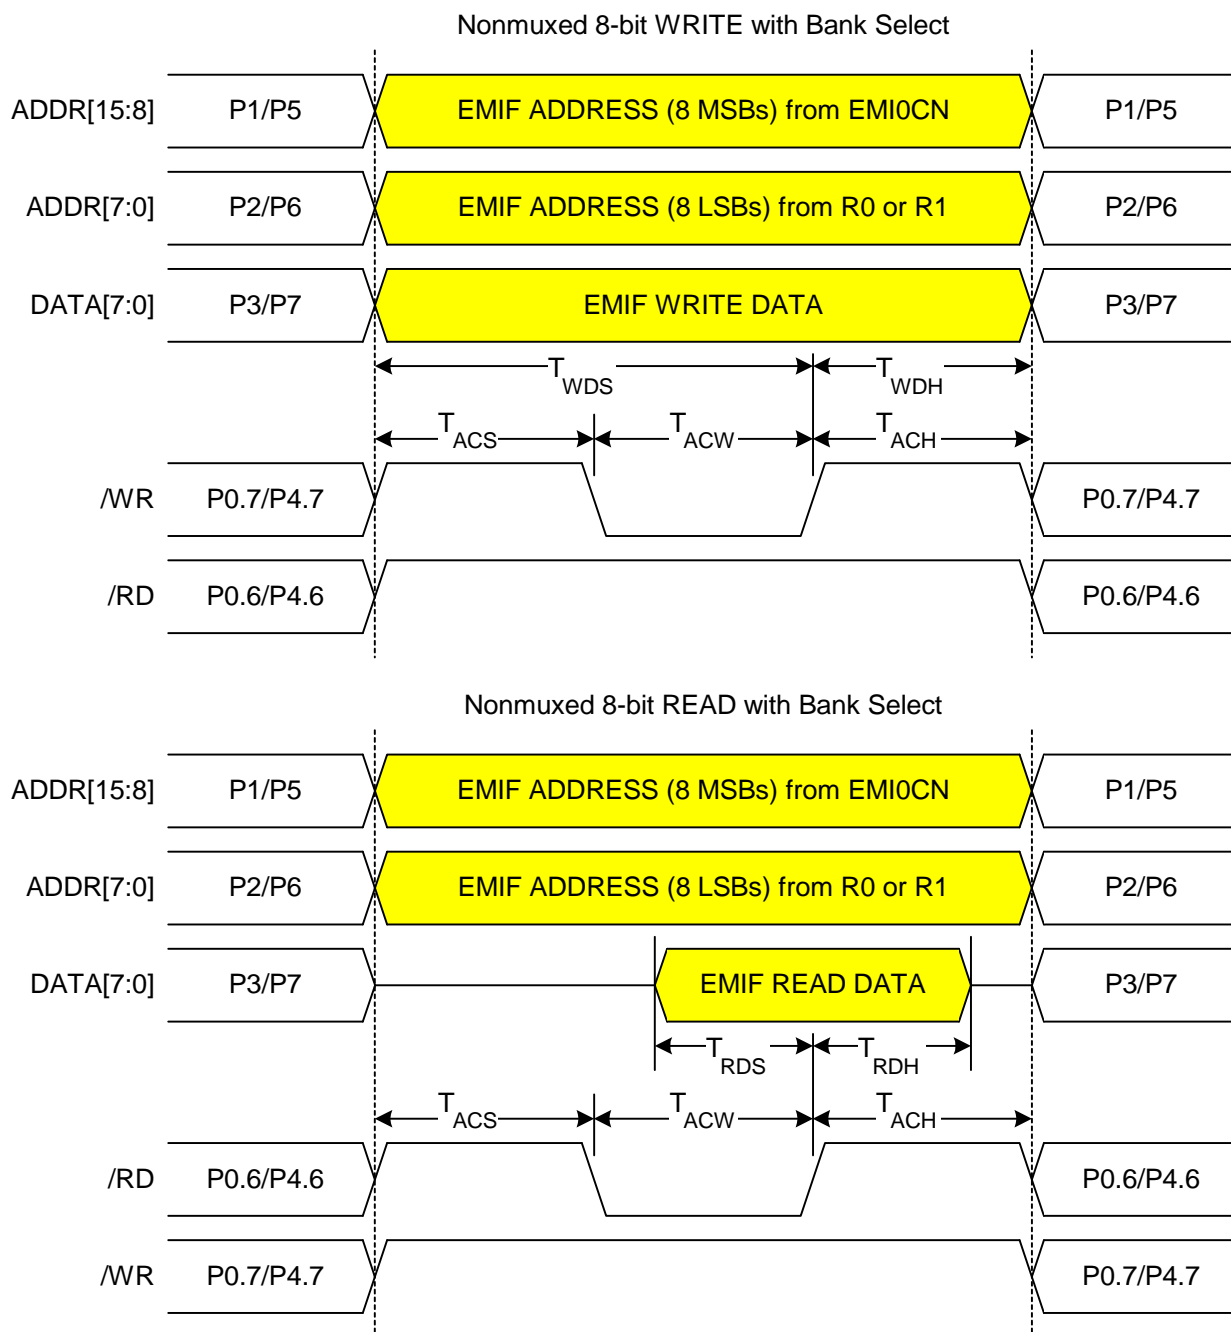 Nonmuxed 8-bit WRITE with Bank Select
ADDR[15:8] P1/P5 EMIF ADDRESS (8 MSBs) from EMI0CN P1/P5
ADDR[7:0] P2/P6 EMIF ADDRESS (8 LSBs) from R0 or R1 P2/P6
DATA[7:0] P3/P7 EMIF WRITE DATA P3/P7
TWDS TWDH
TACS TACW TACH
/WR P0.7/P4.7 P0.7/P4.7
/RD P0.6/P4.6 P0.6/P4.6
Nonmuxed 8-bit READ with Bank Select
ADDR[15:8] P1/P5 EMIF ADDRESS (8 MSBs) from EMI0CN P1/P5
ADDR[7:0] P2/P6 EMIF ADDRESS (8 LSBs) from R0 or R1 P2/P6
DATA[7:0] P3/P7 EMIF READ DATA P3/P7
TRDS TRDH
TACS TACW TACH
/RD P0.6/P4.6 P0.6/P4.6
/WR P0.7/P4.7 P0.7/P4.7